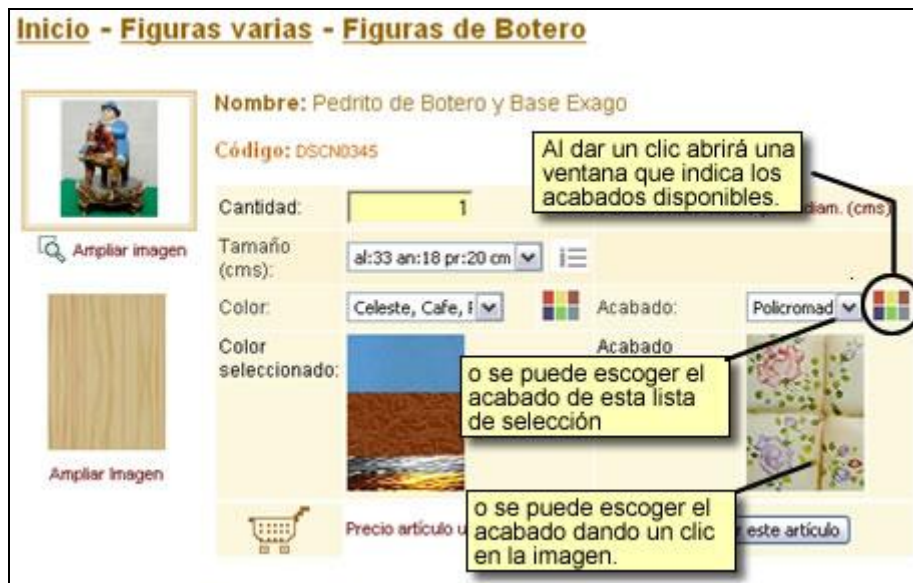 Inicio - Figuras varias - Figuras de Botero
Nombre: Pedrito de Botero y Base Exago
Código: DSCN0345
Al dar un clic abrirá una
ventana que indica los
acabados disponibles.
Cantidad: 1 diam. (cms)
Ampliar imagen
Tamaño
(cms): al:33 an:18 pr:20 cm
Color: Celeste, Cafe, Acabado: Policromad
Color
seleccionado:
Acabado
o se puede escoger el
acabado de esta lista
de selección
Ampliar Imagen
o se puede escoger el
acabado dando un clic
en la imagen.
Precio artículo este artículo